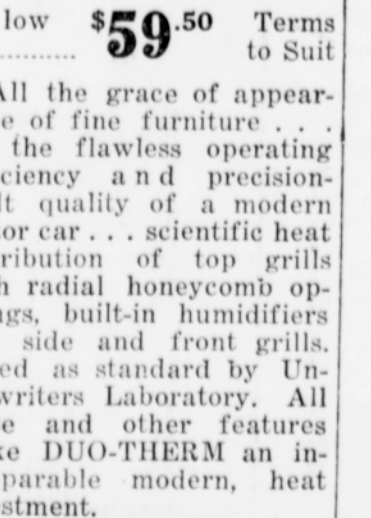 low $59.50 Terms
to Suit
All the grace of appear-
e of fine furniture . . .
the flawless operating
ciency and precision-
lt quality of a modern
or car . . . scientific heat
ribution of top grills
h radial honeycomb op-
ngs, built-in humidifiers
side and front grills.
ed as standard by Un-
writers Laboratory. All
e and other features
ke DUO-THERM an in-
parable modern, heat
stment.